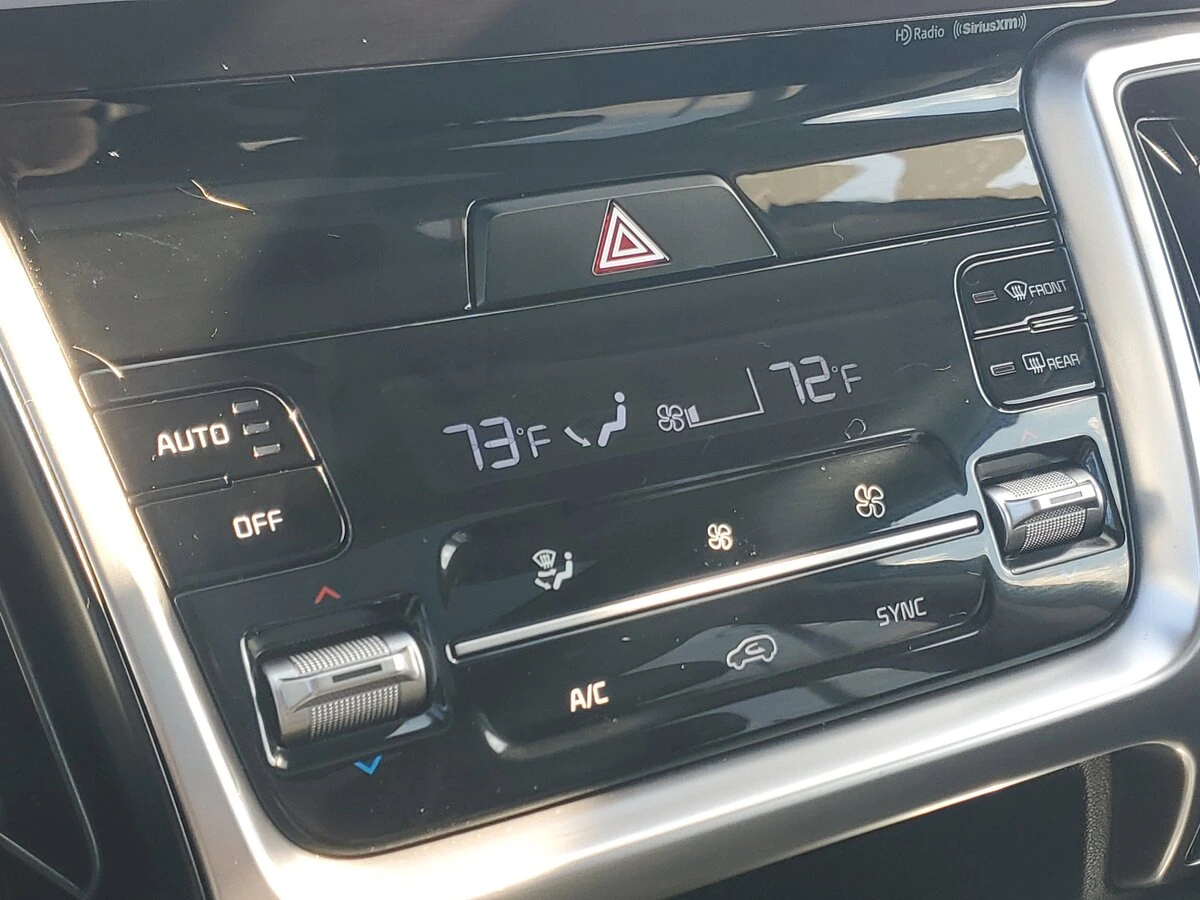 HD Radio ((SiriusXM))
FRONT
REAR
73°F 72°F
AUTO
OFF
SYNC
A/C